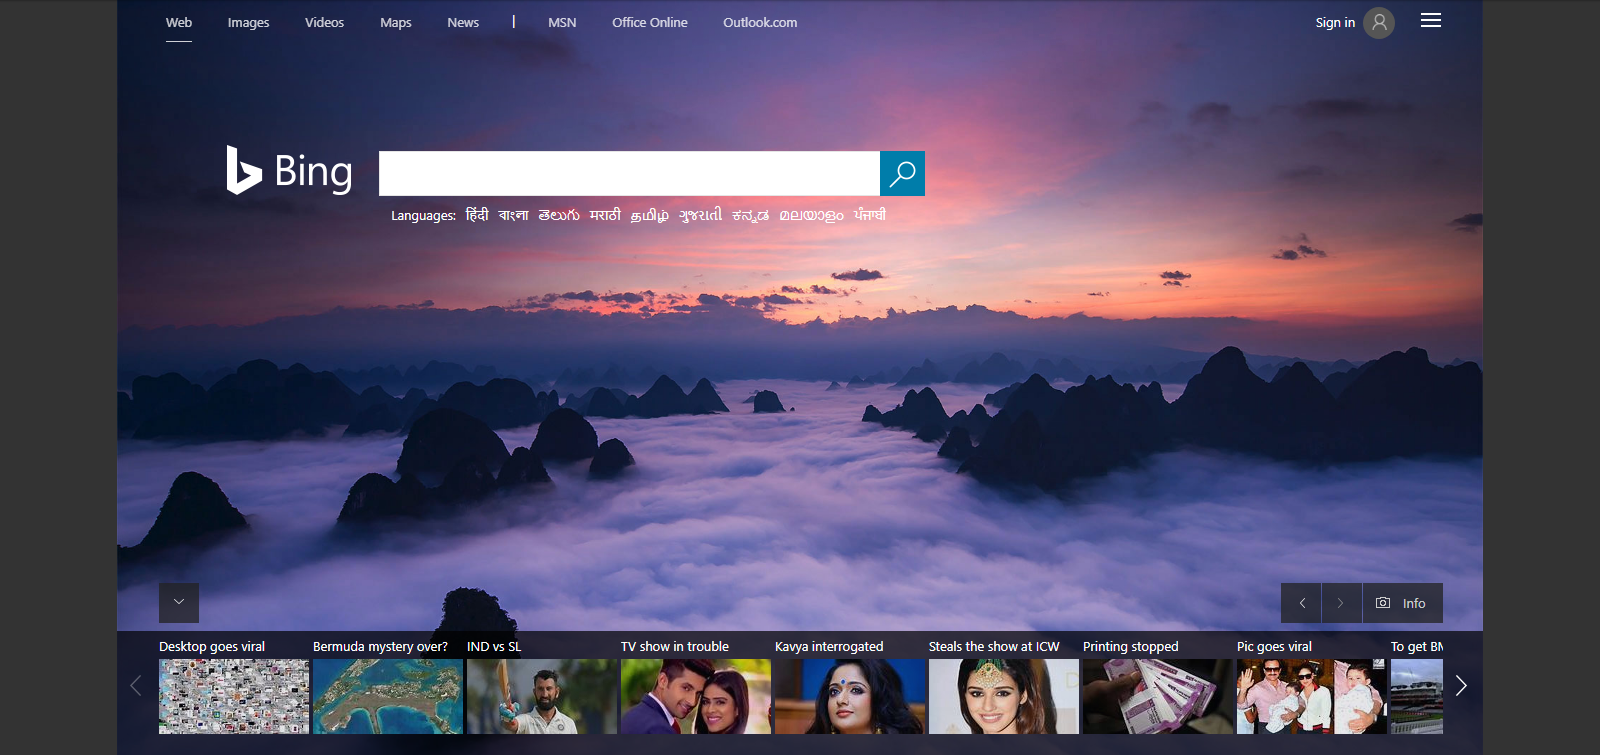 Web Images Videos Maps News | MSN Office Online Outlook.com Sign in
Bing
Languages: हिंदी বাংলা తెలుగు मराठी தமிழ் ગુજરાતી ಕನ್ನಡ മലയാളം ਪੰਜਾਬੀ
Info
Desktop goes viral Bermuda mystery over? IND vs SL TV show in trouble Kavya interrogated Steals the show at ICW Printing stopped Pic goes viral To get